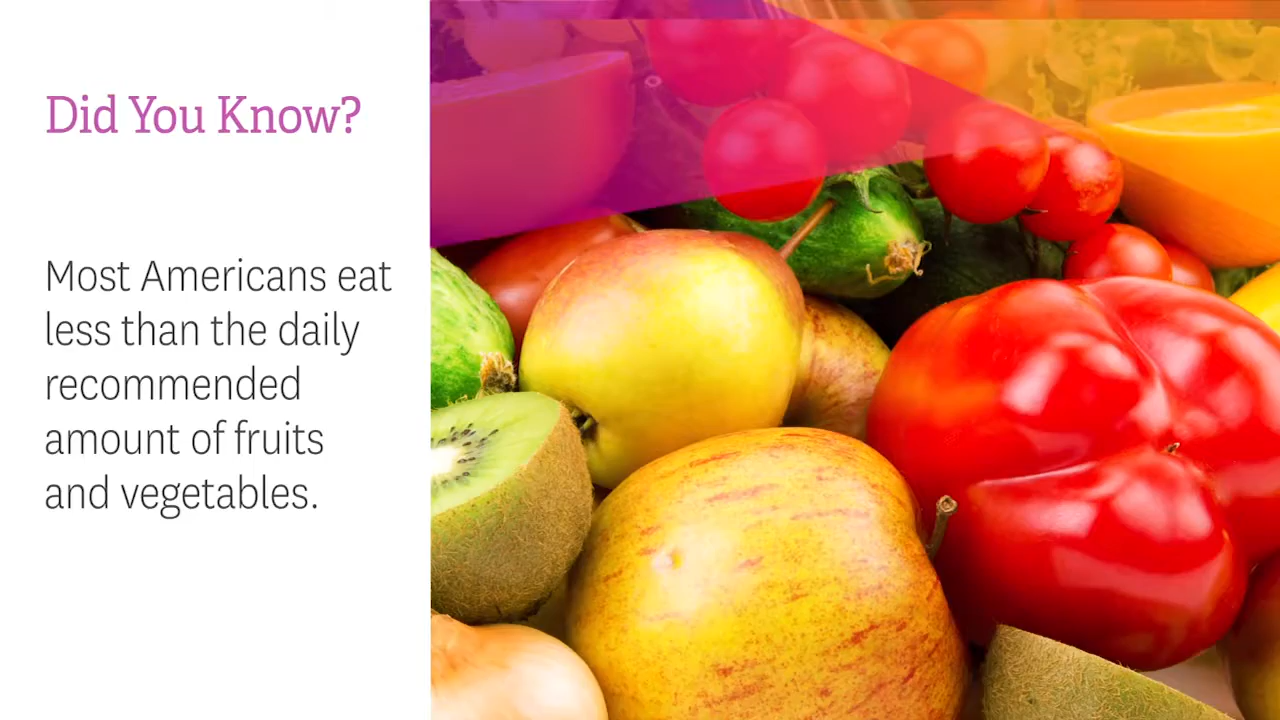 Did You Know?
Most Americans eat
less than the daily
recommended
amount of fruits
and vegetables.